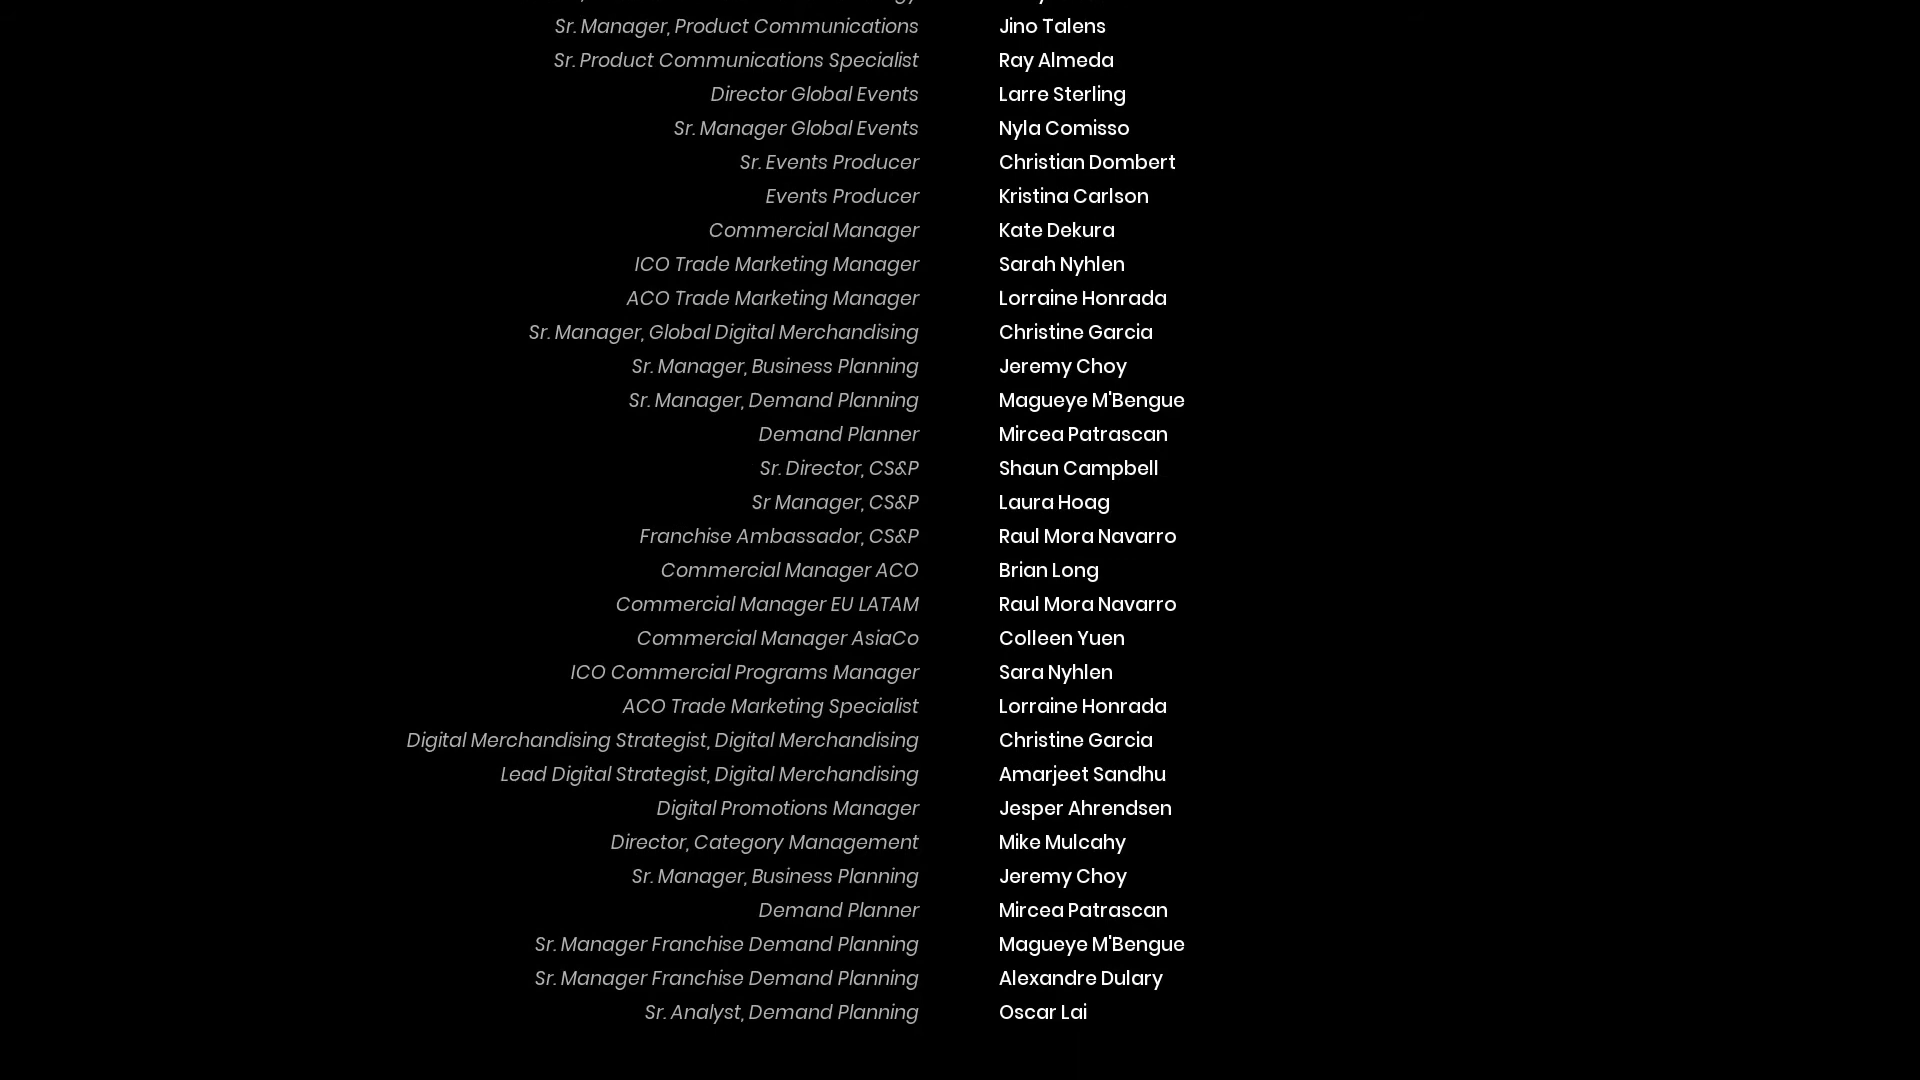 Sr. Manager, Product Communications Jino Talens
Sr. Product Communications Specialist Ray Almeda
Director Global Events Larre Sterling
Sr. Manager Global Events Nyla Comisso
Sr. Events Producer Christian Dombert
Events Producer Kristina Carlson
Commercial Manager Kate Dekura
ICO Trade Marketing Manager Sarah Nyhlen
ACO Trade Marketing Manager Lorraine Honrada
Sr. Manager, Global Digital Merchandising Christine Garcia
Sr. Manager, Business Planning Jeremy Choy
Sr. Manager, Demand Planning Magueye M'Bengue
Demand Planner Mircea Patrascan
Sr. Director, CS&P Shaun Campbell
Sr Manager, CS&P Laura Hoag
Franchise Ambassador, CS&P Raul Mora Navarro
Commercial Manager ACO Brian Long
Commercial Manager EU LATAM Raul Mora Navarro
Commercial Manager AsiaCo Colleen Yuen
ICO Commercial Programs Manager Sara Nyhlen
ACO Trade Marketing Specialist Lorraine Honrada
Digital Merchandising Strategist, Digital Merchandising Christine Garcia
Lead Digital Strategist, Digital Merchandising Amarjeet Sandhu
Digital Promotions Manager Jesper Ahrendsen
Director, Category Management Mike Mulcahy
Sr. Manager, Business Planning Jeremy Choy
Demand Planner Mircea Patrascan
Sr. Manager Franchise Demand Planning Magueye M'Bengue
Sr. Manager Franchise Demand Planning Alexandre Dulary
Sr. Analyst, Demand Planning Oscar Lai